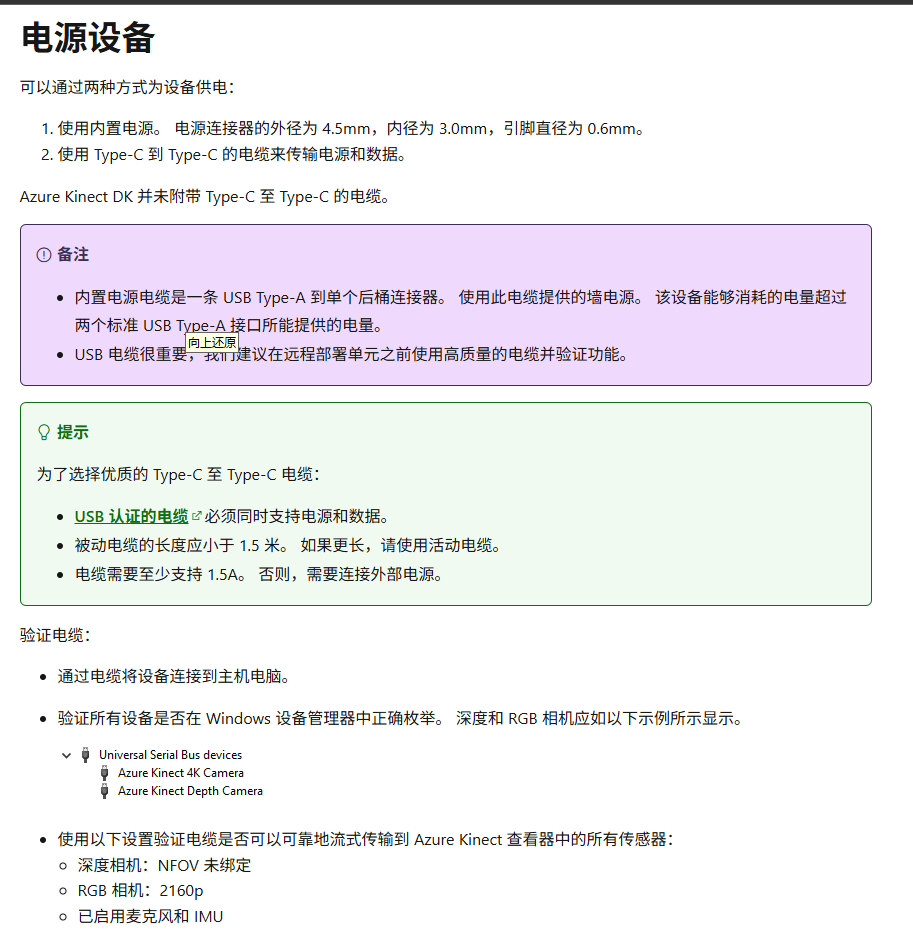 电源设备
可以通过两种方式为设备供电：
1. 使用内置电源。 电源连接器的外径为 4.5mm，内径为 3.0mm，引脚直径为 0.6mm。
2. 使用 Type-C 到 Type-C 的电缆来传输电源和数据。
Azure Kinect DK 并未附带 Type-C 至 Type-C 的电缆。
备注
• 内置电源电缆是一条 USB Type-A 到单个后桶连接器。 使用此电缆提供的墙电源。 该设备能够消耗的电量超过
两个标准 USB Type-A 接口所能提供的电量。
向上还原
• USB 电缆很重要，我们建议在远程部署单元之前使用高质量的电缆并验证功能。
提示
为了选择优质的 Type-C 至 Type-C 电缆：
• USB 认证的电缆 必须同时支持电源和数据。
• 被动电缆的长度应小于 1.5 米。 如果更长，请使用活动电缆。
• 电缆需要至少支持 1.5A。 否则，需要连接外部电源。
验证电缆：
• 通过电缆将设备连接到主机电脑。
• 验证所有设备是否在 Windows 设备管理器中正确枚举。 深度和 RGB 相机应如以下示例所示显示。
Universal Serial Bus devices
Azure Kinect 4K Camera
Azure Kinect Depth Camera
• 使用以下设置验证电缆是否可以可靠地流式传输到 Azure Kinect 查看器中的所有传感器：
○ 深度相机：NFOV 未绑定
○ RGB 相机：2160p
○ 已启用麦克风和 IMU